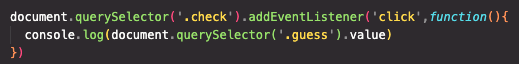 document.querySelector('.check').addEventListener('click',function(){
  console.log(document.querySelector('.guess').value)
})